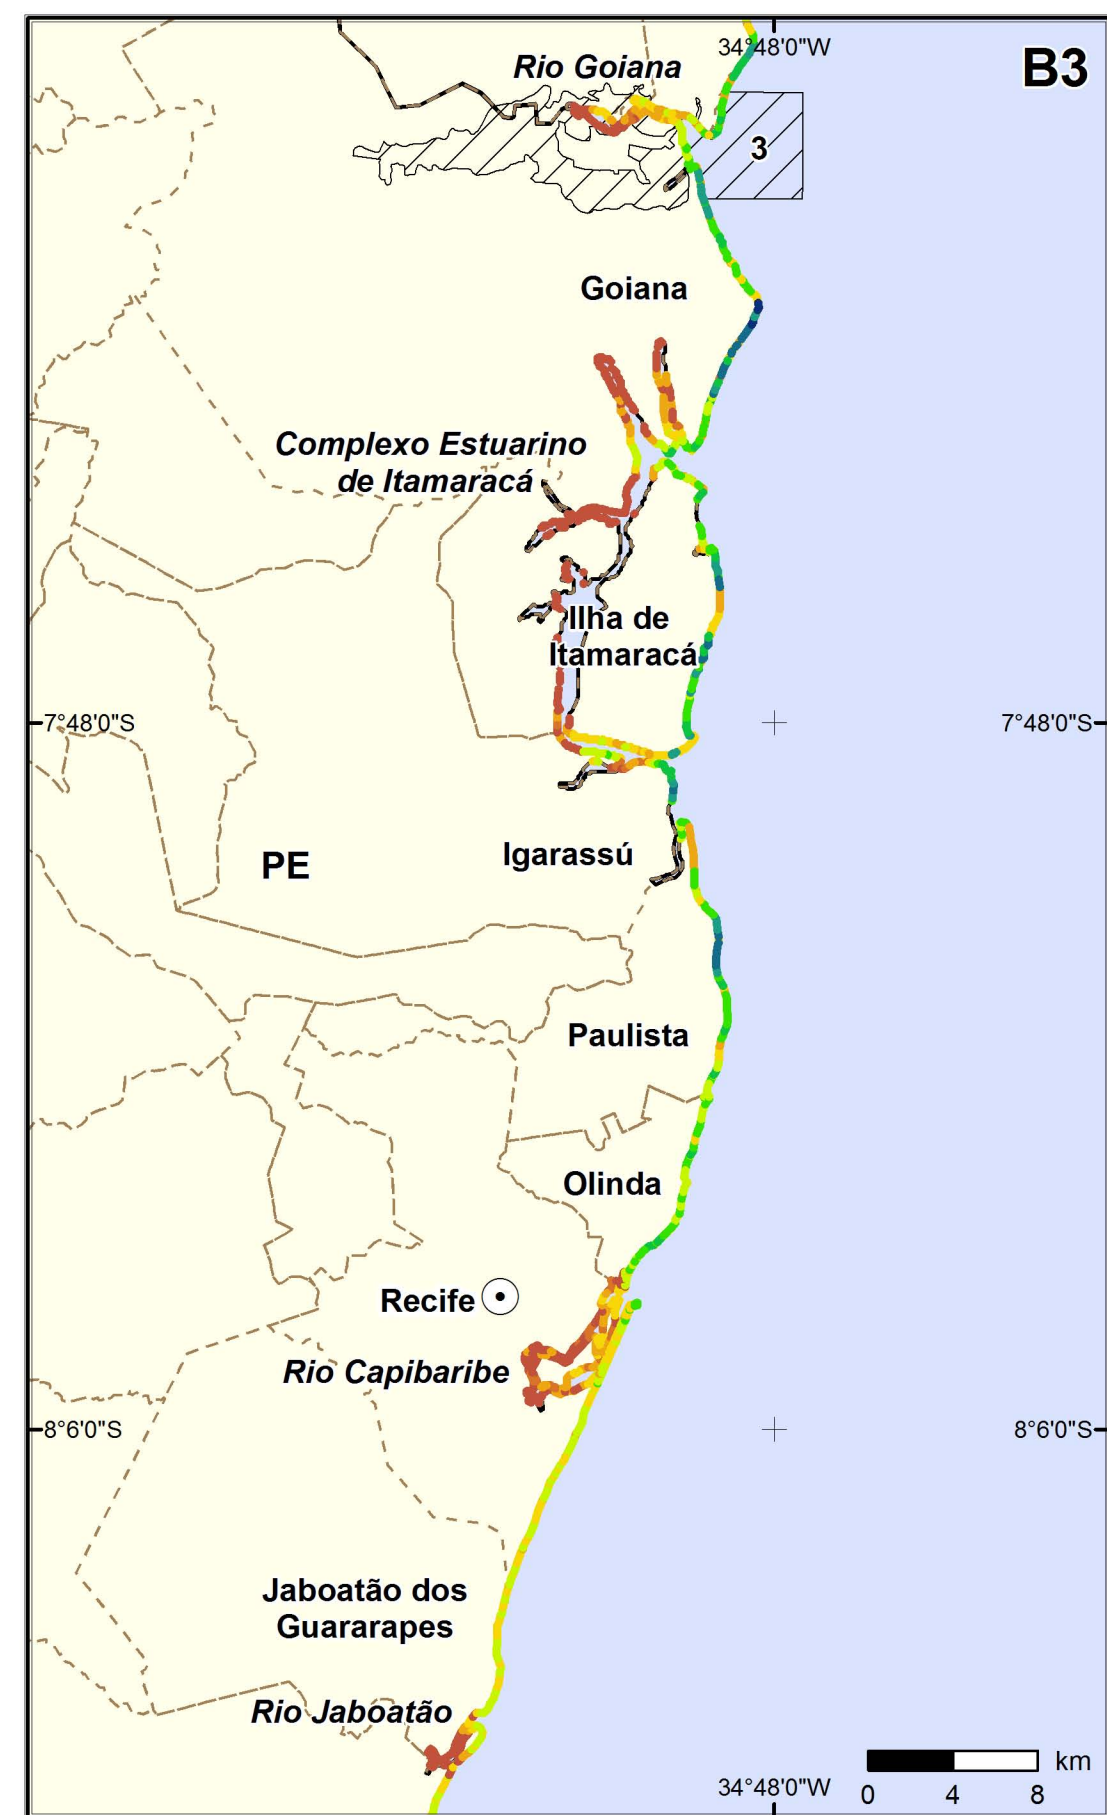 34°48'0"W
B3
Rio Goiana
3
Goiana
Complexo Estuarino
de Itamaracá
Ilha de
Itamaracá
7°48'0"S
7°48'0"S
Igarassú
PE
Paulista
Olinda
Recife
Rio Capibaribe
8°6'0"S
8°6'0"S
Jaboatão dos
Guararapes
Rio Jaboatão
km
34°48'0"W
0 4 8